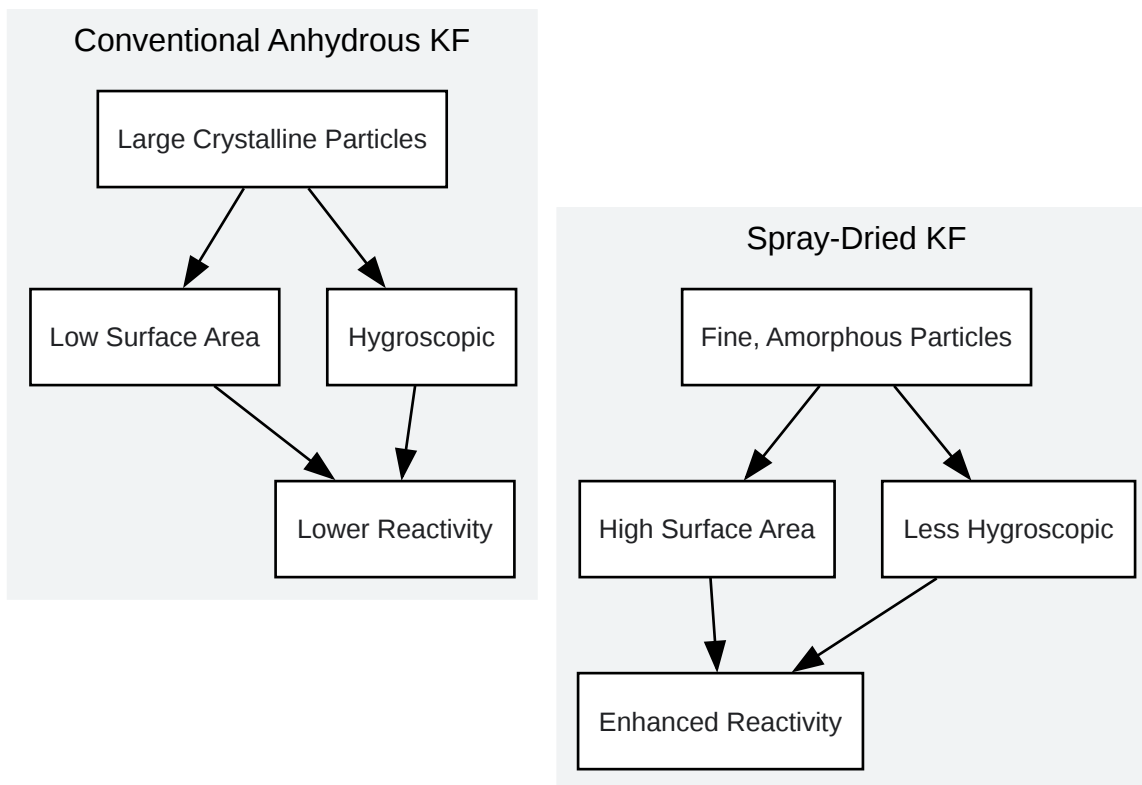 Conventional Anhydrous KF
Large Crystalline Particles
Low Surface Area
Hygroscopic
Lower Reactivity
Spray-Dried KF
Fine, Amorphous Particles
High Surface Area
Less Hygroscopic
Enhanced Reactivity